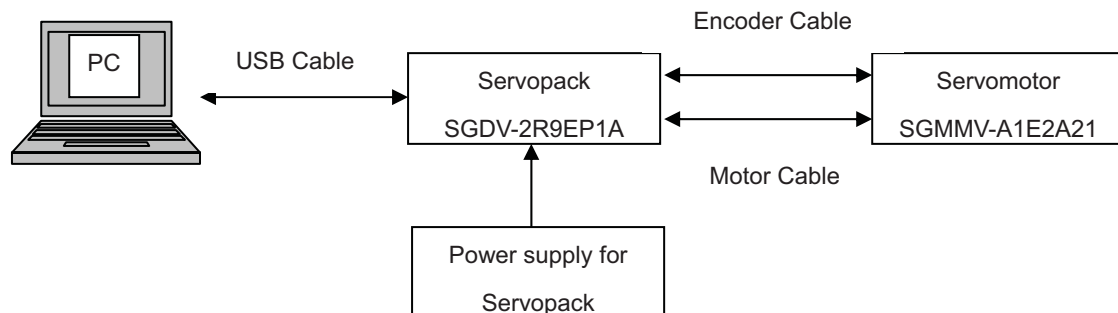 Encoder Cable
PC
USB Cable
Servopack
SGDV-2R9EP1A
Servomotor
SGMMV-A1E2A21
Motor Cable
Power supply for
Servopack